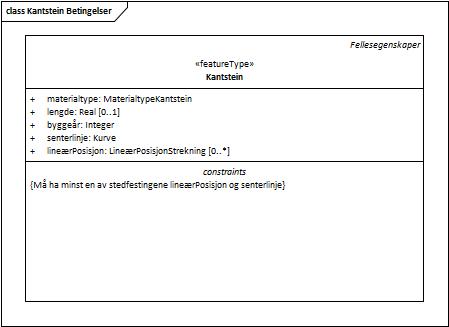 class Kantstein Betingelser
Fellesegenskaper
«featureType»
Kantstein
+ materialtype: MaterialtypeKantstein
+ lengde: Real [0..1]
+ byggeår: Integer
+ senterlinje: Kurve
+ lineærPosisjon: LineærPosisjonStrekning [0..*]
constraints
{Må ha minst en av stedfestingene lineærPosisjon og senterlinje}